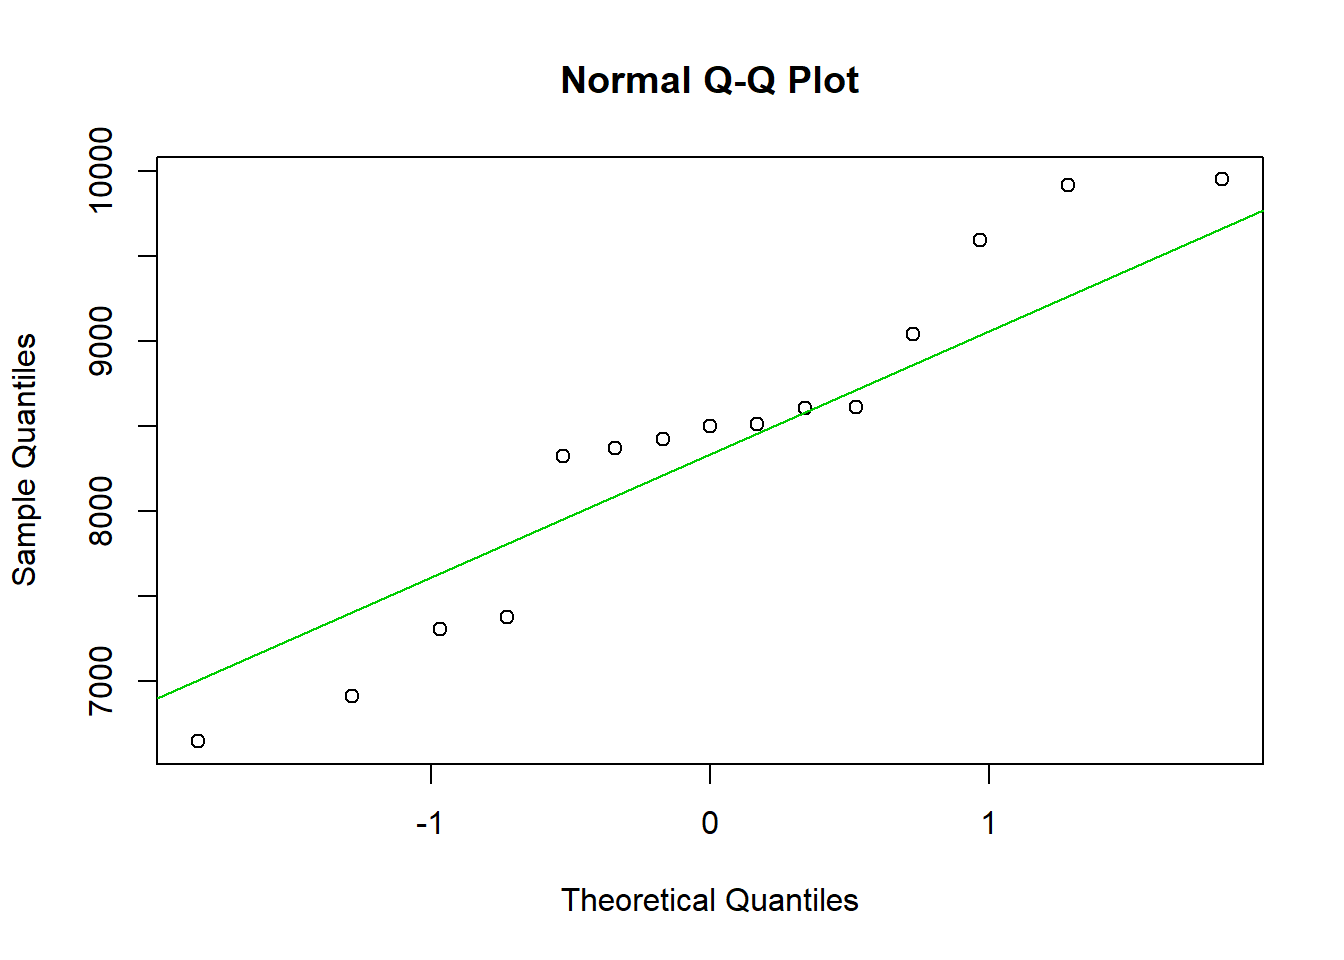 Normal Q-Q Plot
10000
9000
8000
7000
Sample Quantiles
-1 0 1
Theoretical Quantiles